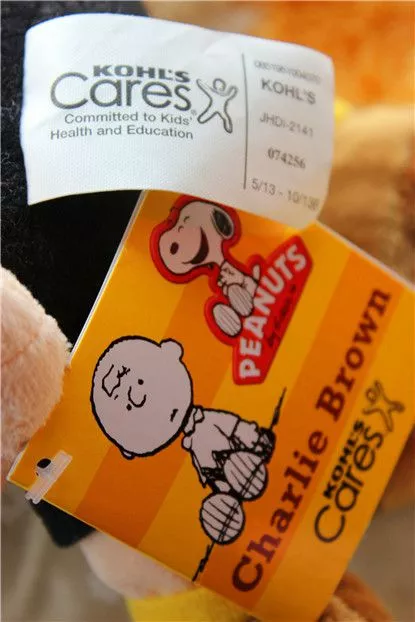 KOHL'S
Cares
Committed to Kids'
Health and Education
KOHL'S
JHDI-2141
074256
5/13 - 10/13
PEANUTS
Charlie Brown
KOHL'S
Cares